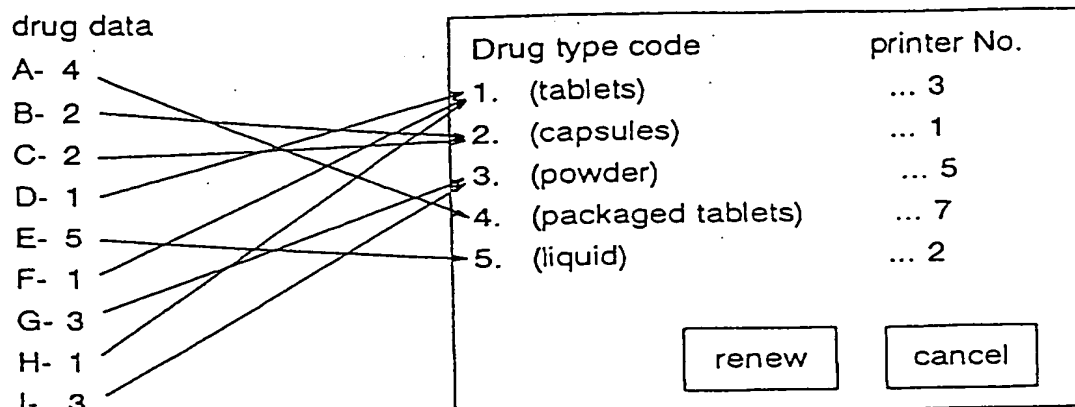 drug data
A- 4
B- 2
C- 2
D- 1
E- 5
F- 1
G- 3
H- 1
I- 3
Drug type code printer No.
1. (tablets) ... 3
2. (capsules) ... 1
3. (powder) ... 5
4. (packaged tablets) ... 7
5. (liquid) ... 2
renew cancel